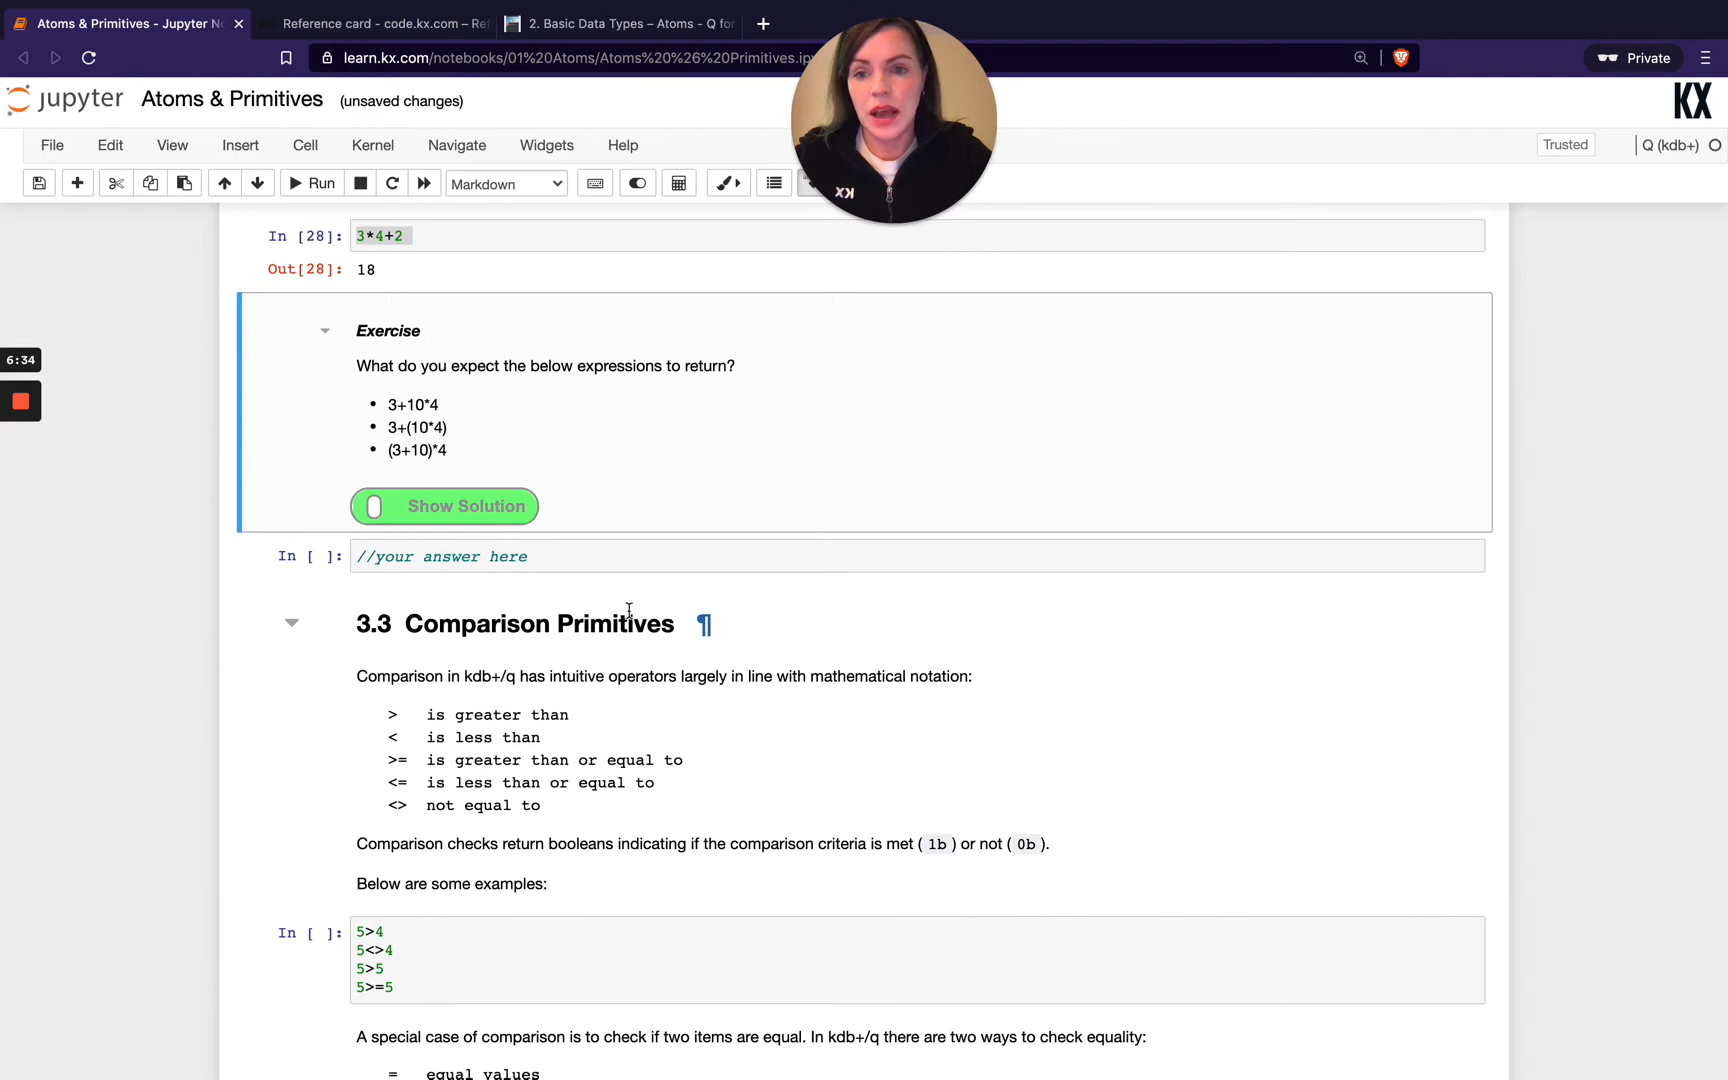 Atoms & Primitives - Jupyter N
Reference card - code.kx.com – Re
2. Basic Data Types – Atoms - Q for
learn.kx.com/notebooks/01%20Atoms/Atoms%20%26%20Primitives.ip
Private
jupyter Atoms & Primitives (unsaved changes)
KX
File Edit View Insert Cell Kernel Navigate Widgets Help
Trusted
Q (kdb+)
Run
Markdown
KX
In [28]: 3*4+2
Out[28]: 18
Exercise
6:34
What do you expect the below expressions to return?
• 3+10*4
• 3+(10*4)
• (3+10)*4
Show Solution
In [ ]: //your answer here
3.3 Comparison Primitives ¶
Comparison in kdb+/q has intuitive operators largely in line with mathematical notation:
> is greater than
< is less than
>= is greater than or equal to
<= is less than or equal to
<> not equal to
Comparison checks return booleans indicating if the comparison criteria is met ( 1b ) or not ( 0b ).
Below are some examples:
In [ ]: 5>4
5<>4
5>5
5>=5
A special case of comparison is to check if two items are equal. In kdb+/q there are two ways to check equality:
= equal values